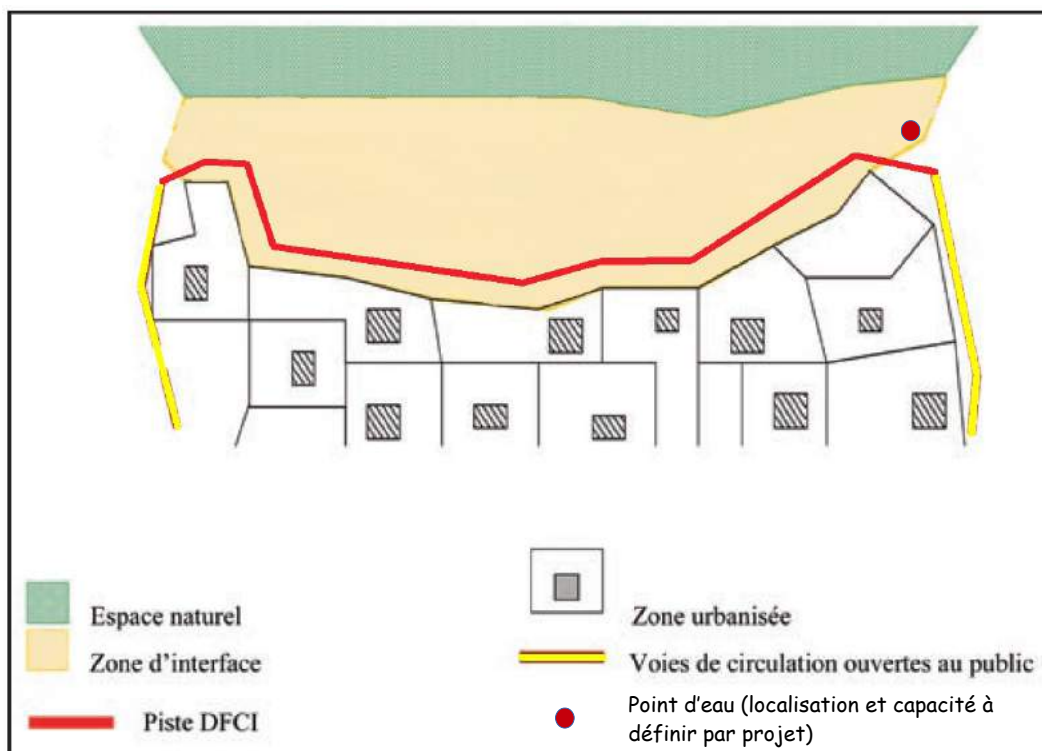 Espace naturel
Zone d'interface
Piste DFCI
Zone urbanisée
Voies de circulation ouvertes au public
Point d'eau (localisation et capacité à
définir par projet)